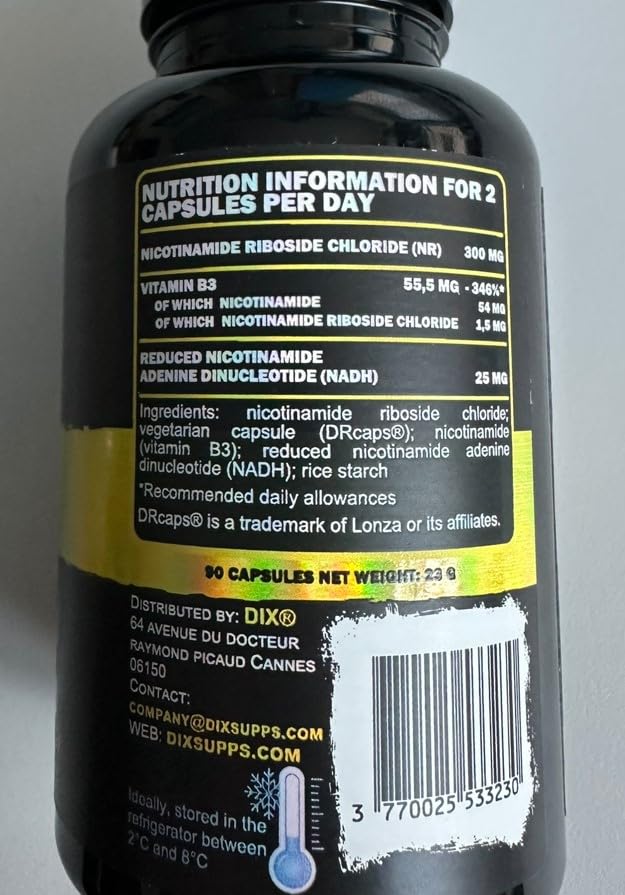 NUTRITION INFORMATION FOR 2
CAPSULES PER DAY
NICOTINAMIDE RIBOSIDE CHLORIDE (NR) 300 MG
VITAMIN B3 55,5 MG - 346%*
OF WHICH NICOTINAMIDE 54 MG
OF WHICH NICOTINAMIDE RIBOSIDE CHLORIDE 1,5 MG
REDUCED NICOTINAMIDE
ADENINE DINUCLEOTIDE (NADH) 25 MG
Ingredients: nicotinamide riboside chloride;
vegetarian capsule (DRcaps®); nicotinamide
(vitamin B3); reduced nicotinamide adenine
dinucleotide (NADH); rice starch
*Recommended daily allowances
DRcaps® is a trademark of Lonza or its affiliates.
90 CAPSULES NET WEIGHT: 23 G
DISTRIBUTED BY: DIX®
64 AVENUE DU DOCTEUR
RAYMOND PICAUD CANNES
06150
CONTACT:
COMPANY@DIXSUPPS.COM
WEB: DIXSUPPS.COM
Ideally, stored in the
refrigerator between
2°C and 8°C
3 770025 533230